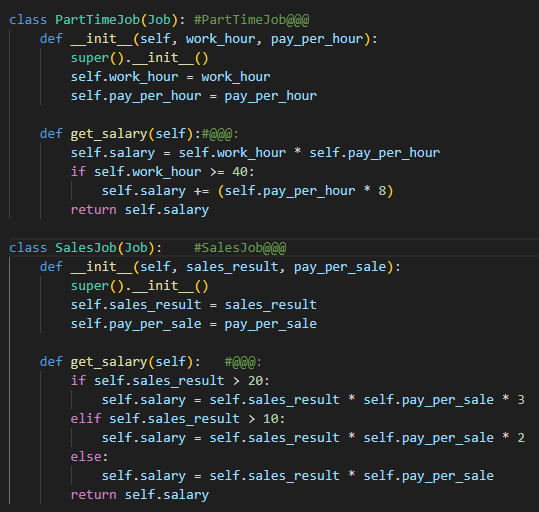 class PartTimeJob(Job): #PartTimeJob@@@
    def __init__(self, work_hour, pay_per_hour):
        super().__init__()
        self.work_hour = work_hour
        self.pay_per_hour = pay_per_hour

    def get_salary(self):#@@@:
        self.salary = self.work_hour * self.pay_per_hour
        if self.work_hour >= 40:
            self.salary += (self.pay_per_hour * 8)
        return self.salary

class SalesJob(Job):    #SalesJob@@@
    def __init__(self, sales_result, pay_per_sale):
        super().__init__()
        self.sales_result = sales_result
        self.pay_per_sale = pay_per_sale

    def get_salary(self):   #@@@:
        if self.sales_result > 20:
            self.salary = self.sales_result * self.pay_per_sale * 3
        elif self.sales_result > 10:
            self.salary = self.sales_result * self.pay_per_sale * 2
        else:
            self.salary = self.sales_result * self.pay_per_sale
        return self.salary